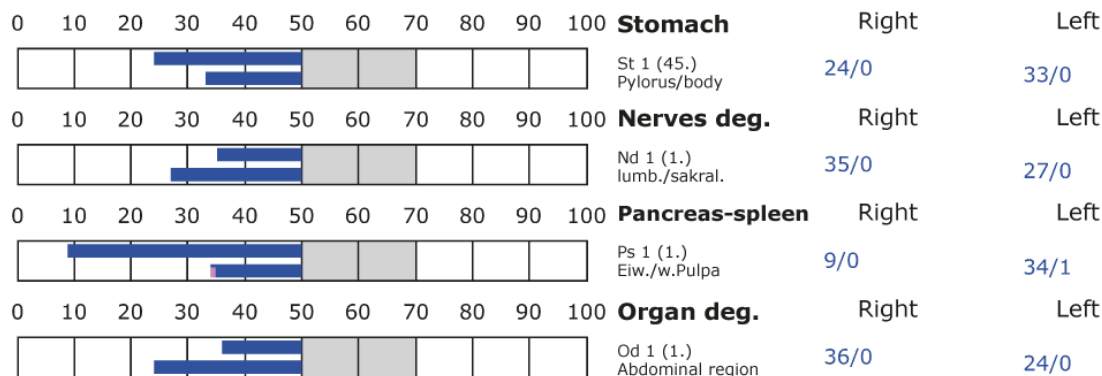 0 10 20 30 40 50 60 70 80 90 100 Stomach Right Left
St 1 (45.)
Pylorus/body
24/0 33/0
0 10 20 30 40 50 60 70 80 90 100 Nerves deg. Right Left
Nd 1 (1.)
lumb./sakral.
35/0 27/0
0 10 20 30 40 50 60 70 80 90 100 Pancreas-spleen Right Left
Ps 1 (1.)
Eiw./w.Pulpa
9/0 34/1
0 10 20 30 40 50 60 70 80 90 100 Organ deg. Right Left
Od 1 (1.)
Abdominal region
36/0 24/0